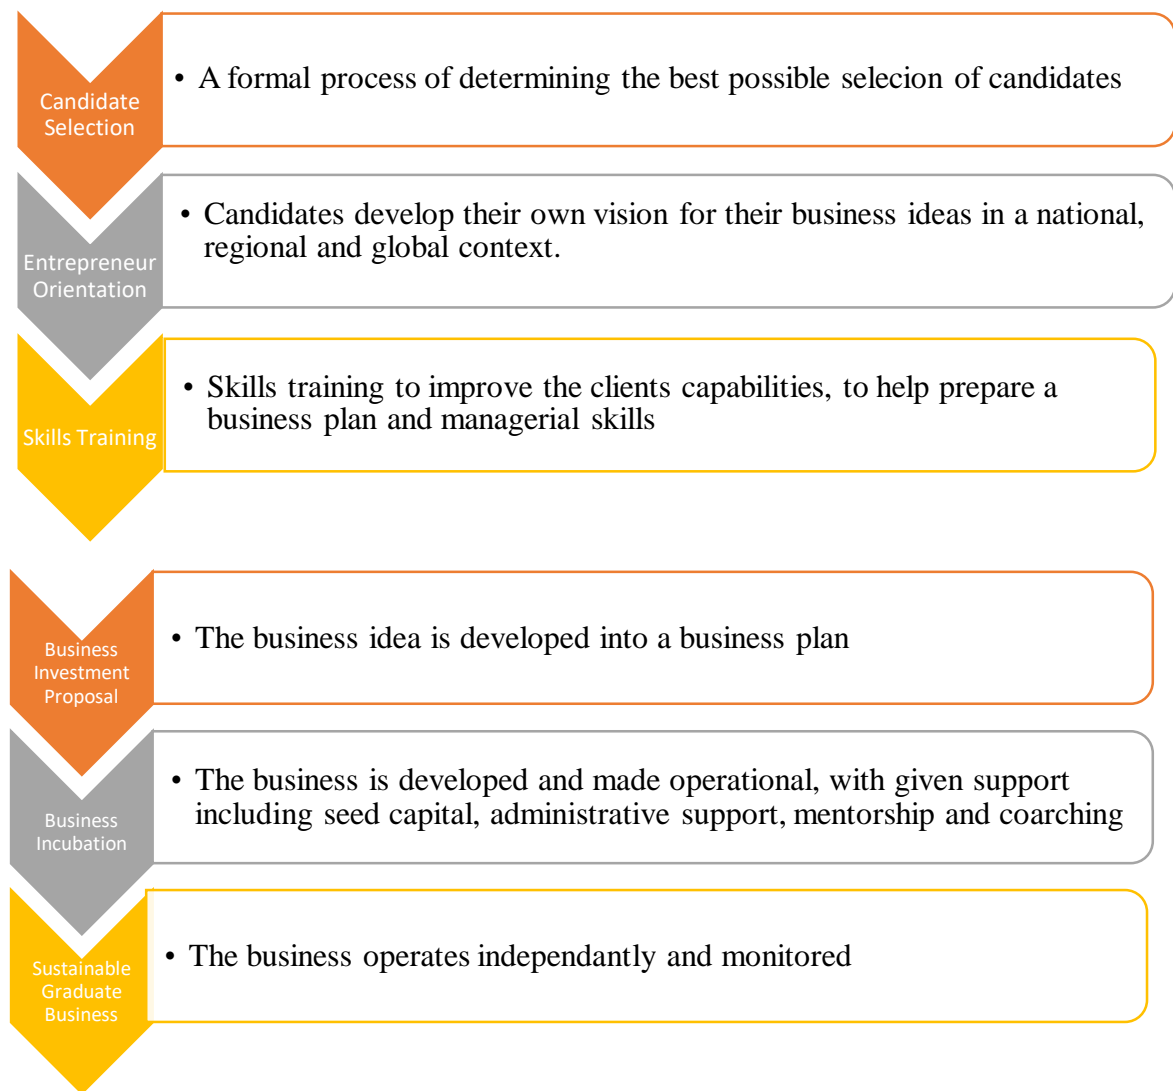 Candidate
Selection
• A formal process of determining the best possible selecion of candidates
Entrepreneur
Orientation
• Candidates develop their own vision for their business ideas in a national,
regional and global context.
Skills Training
• Skills training to improve the clients capabilities, to help prepare a
business plan and managerial skills
Business
Investment
Proposal
• The business idea is developed into a business plan
Business
Incubation
• The business is developed and made operational, with given support
including seed capital, administrative support, mentorship and coarching
Sustainable
Graduate
Business
• The business operates independantly and monitored